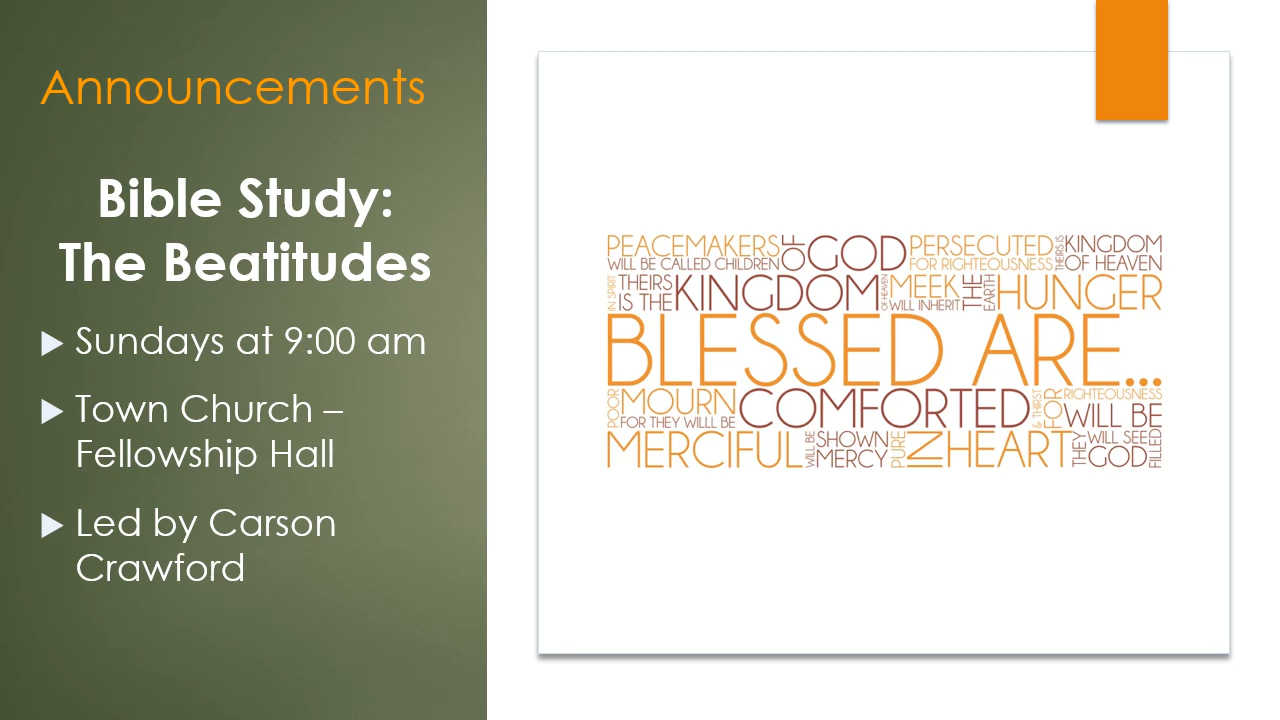 Announcements
Bible Study:
The Beatitudes
Sundays at 9:00 am
Town Church –
Fellowship Hall
Led by Carson
Crawford
PEACEMAKERS OF GOD PERSECUTED THEIRS IS KINGDOM
WILL BE CALLED CHILDREN FOR RIGHTEOUSNESS OF HEAVEN
IN SPIRIT THEIRS KINGDOM OF HEAVEN MEEK THE EARTH HUNGER
IS THE WILL INHERIT
BLESSED ARE...
POOR MOURN COMFORTED & THIRST FOR RIGHTEOUSNESS
FOR THEY WILLL BE WILL BE
MERCIFUL WILL BE SHOWN PURE IN HEART THEY WILL SEE FILLED
MERCY GOD